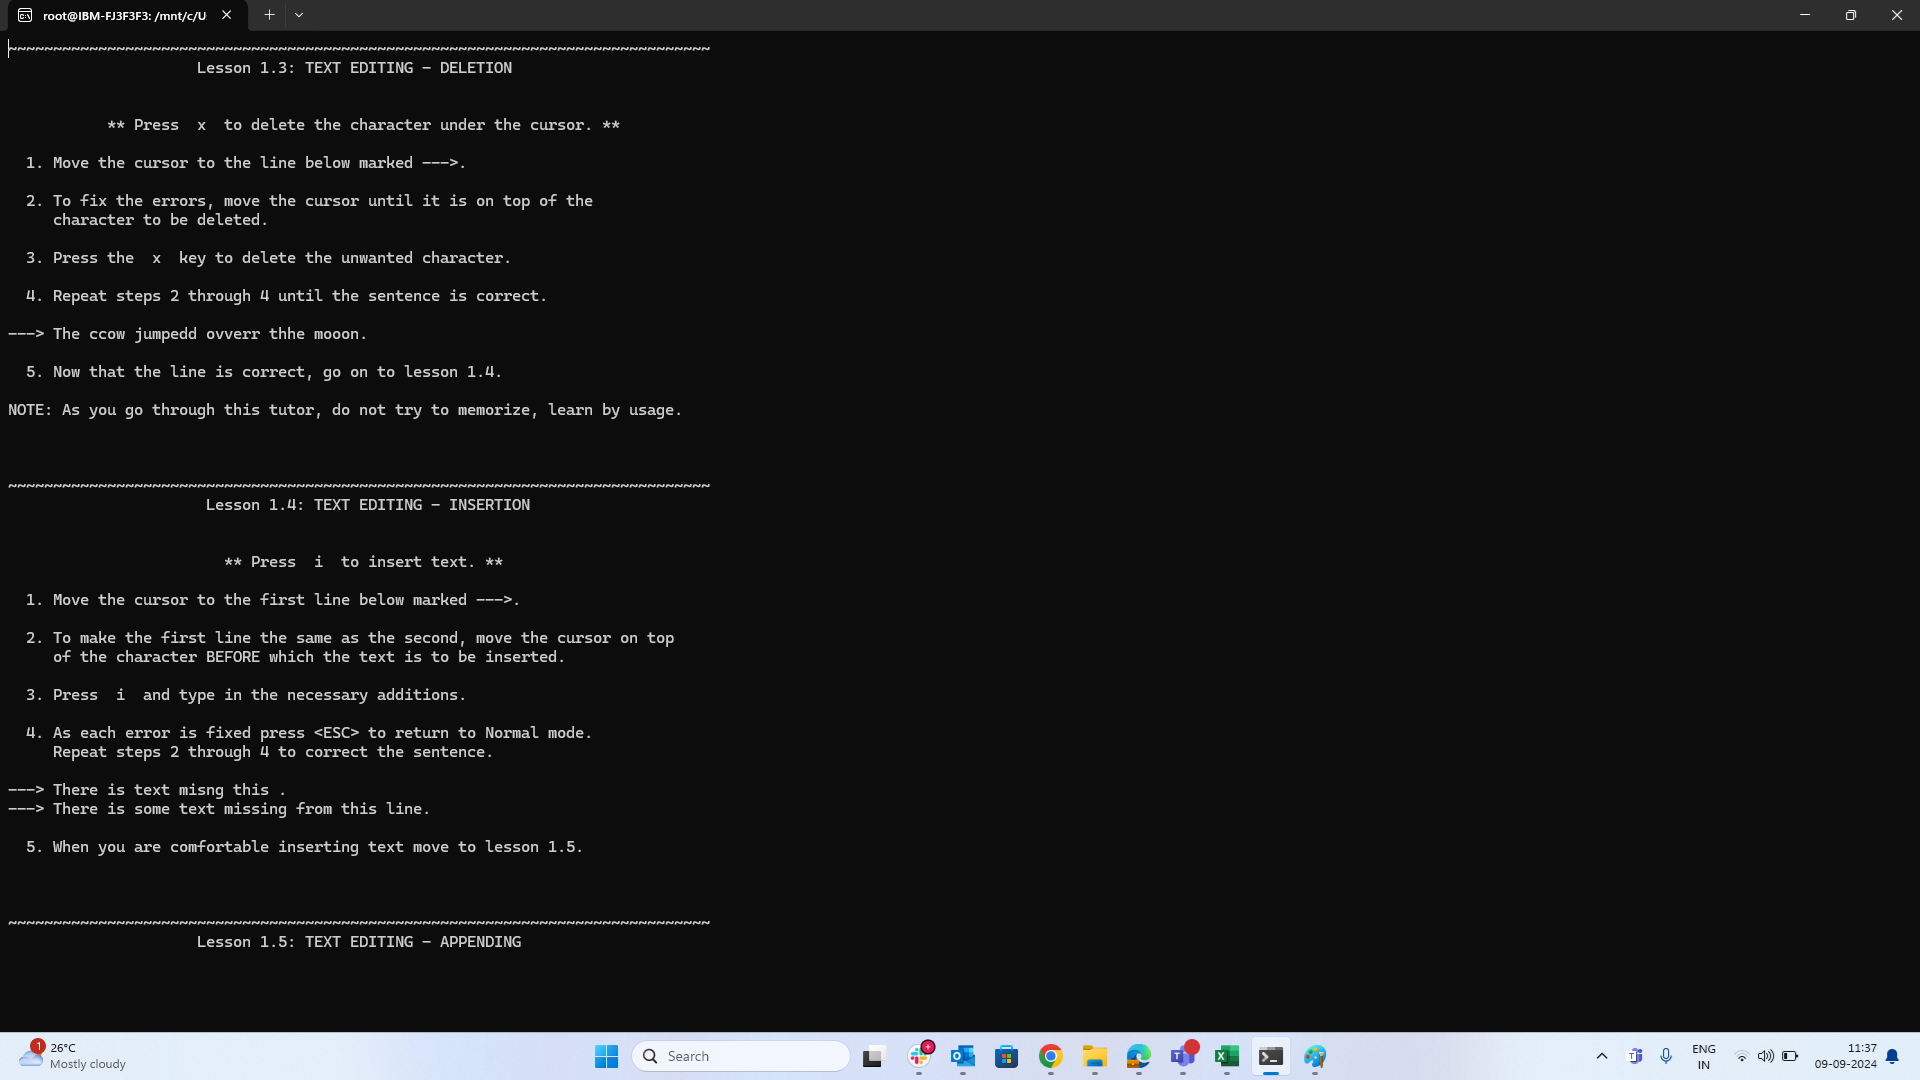 root@IBM-FJ3F3F3: /mnt/c/U
~~~~~~~~~~~~~~~~~~~~~~~~~~~~~~~~~~~~~~~~~~~~~~~~~~~~~~~~~~~~~~~~~~~~~~~~~~~~~~
Lesson 1.3: TEXT EDITING - DELETION
** Press  x  to delete the character under the cursor. **
1. Move the cursor to the line below marked --->.
2. To fix the errors, move the cursor until it is on top of the
character to be deleted.
3. Press the  x  key to delete the unwanted character.
4. Repeat steps 2 through 4 until the sentence is correct.
---> The ccow jumpedd ovverr thhe mooon.
5. Now that the line is correct, go on to lesson 1.4.
NOTE: As you go through this tutor, do not try to memorize, learn by usage.
~~~~~~~~~~~~~~~~~~~~~~~~~~~~~~~~~~~~~~~~~~~~~~~~~~~~~~~~~~~~~~~~~~~~~~~~~~~~~~
Lesson 1.4: TEXT EDITING - INSERTION
** Press  i  to insert text. **
1. Move the cursor to the first line below marked --->.
2. To make the first line the same as the second, move the cursor on top
of the character BEFORE which the text is to be inserted.
3. Press  i  and type in the necessary additions.
4. As each error is fixed press <ESC> to return to Normal mode.
Repeat steps 2 through 4 to correct the sentence.
---> There is text misng this .
---> There is some text missing from this line.
5. When you are comfortable inserting text move to lesson 1.5.
~~~~~~~~~~~~~~~~~~~~~~~~~~~~~~~~~~~~~~~~~~~~~~~~~~~~~~~~~~~~~~~~~~~~~~~~~~~~~~
Lesson 1.5: TEXT EDITING - APPENDING
1
26°C
Mostly cloudy
Search
ENG
IN
11:37
09-09-2024